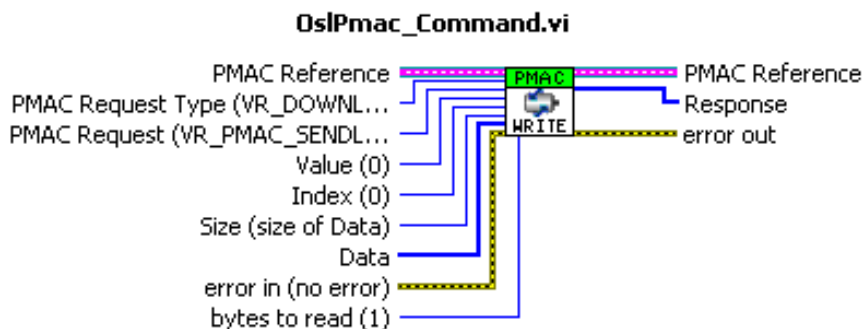 OslPmac_Command.vi
PMAC Reference
PMAC
PMAC Reference
PMAC Request Type (VR_DOWNL...
Response
PMAC Request (VR_PMAC_SENDL...
WRITE
error out
Value (0)
Index (0)
Size (size of Data)
Data
error in (no error)
bytes to read (1)